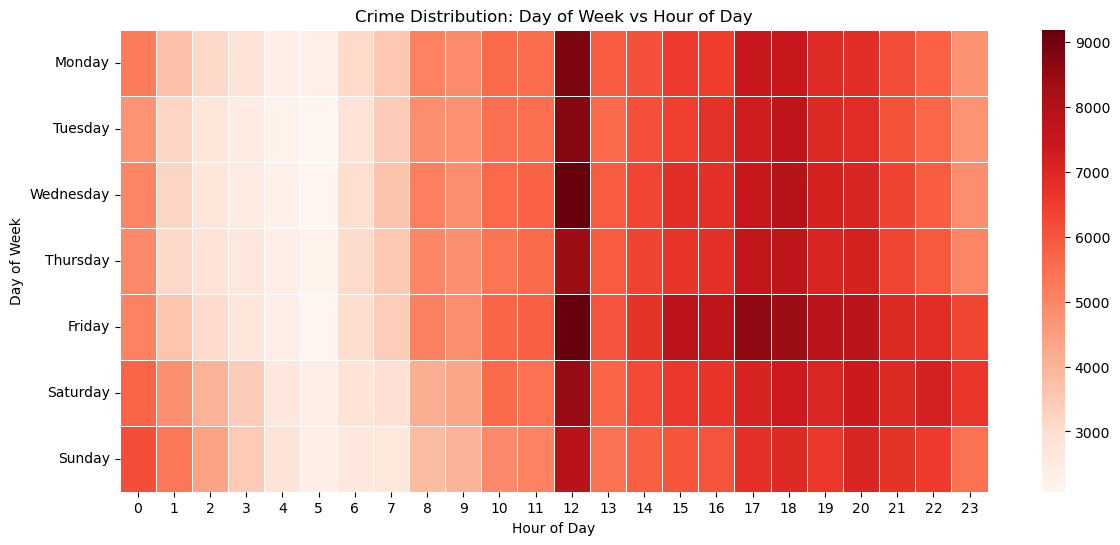 Crime Distribution: Day of Week vs Hour of Day
Day of Week
Monday
Tuesday
Wednesday
Thursday
Friday
Saturday
Sunday
0 1 2 3 4 5 6 7 8 9 10 11 12 13 14 15 16 17 18 19 20 21 22 23
Hour of Day
9000
8000
7000
6000
5000
4000
3000